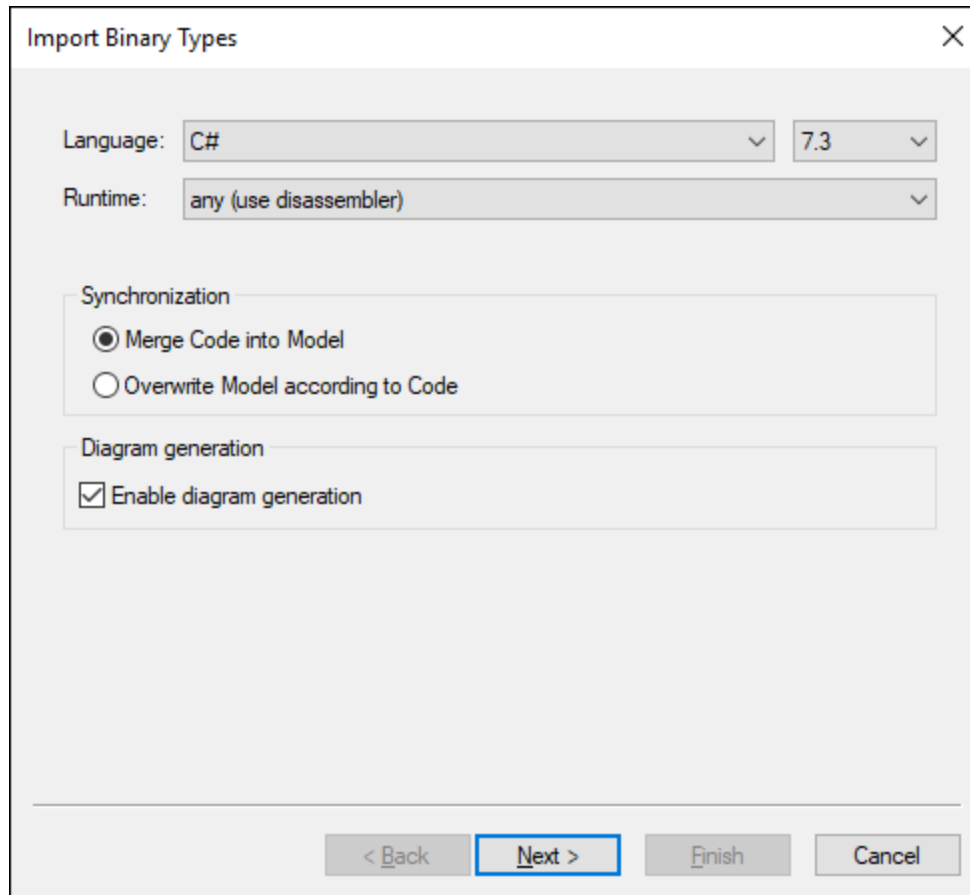 Import Binary Types
Language: C# 7.3
Runtime: any (use disassembler)
Synchronization
Merge Code into Model
Overwrite Model according to Code
Diagram generation
Enable diagram generation
< Back Next > Finish Cancel